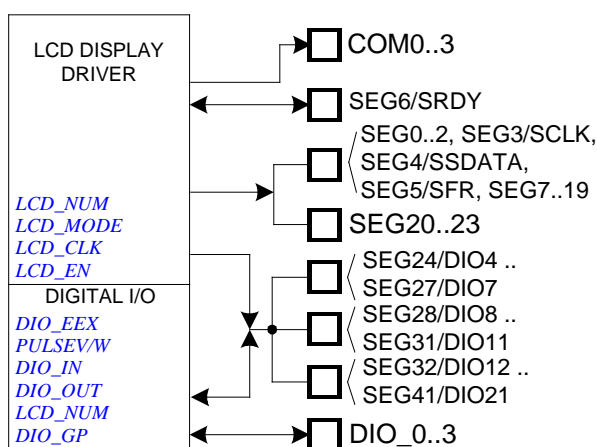 LCD DISPLAY
DRIVER
LCD_NUM
LCD_MODE
LCD_CLK
LCD_EN
DIGITAL I/O
DIO_EEX
PULSEV/W
DIO_IN
DIO_OUT
LCD_NUM
DIO_GP
COM0..3
SEG6/SRDY
SEG0..2, SEG3/SCLK,
SEG4/SSDATA,
SEG5/SFR, SEG7..19
SEG20..23
SEG24/DIO4 ..
SEG27/DIO7
SEG28/DIO8 ..
SEG31/DIO11
SEG32/DIO12 ..
SEG41/DIO21
DIO_0..3